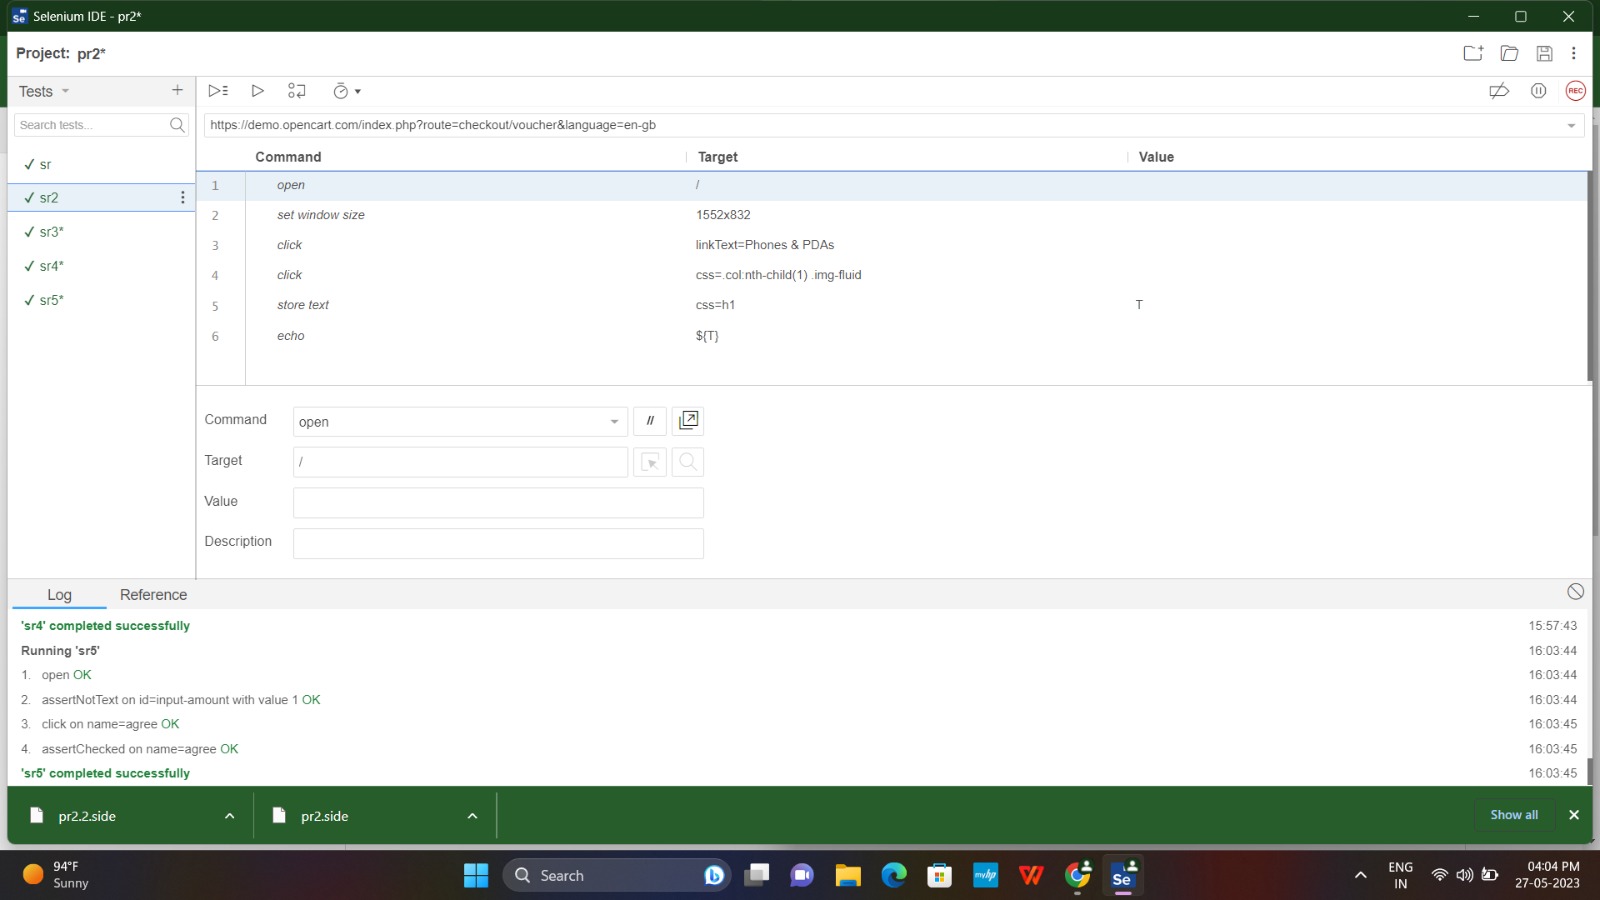 Selenium IDE - pr2*
Project: pr2*
Tests
Search tests...
✓ sr
✓ sr2
✓ sr3*
✓ sr4*
✓ sr5*
REC
https://demo.opencart.com/index.php?route=checkout/voucher&language=en-gb
Command Target Value
1 open /
2 set window size 1552x832
3 click linkText=Phones & PDAs
4 click css=.col:nth-child(1) .img-fluid
5 store text css=h1 T
6 echo ${T}
Command open //
Target /
Value
Description
Log Reference
'sr4' completed successfully 15:57:43
Running 'sr5' 16:03:44
1. open OK 16:03:44
2. assertNotText on id=input-amount with value 1 OK 16:03:44
3. click on name=agree OK 16:03:45
4. assertChecked on name=agree OK 16:03:45
'sr5' completed successfully 16:03:45
pr2.2.side pr2.side Show all
94°F
Sunny
Search
myhp
Se
ENG
IN
04:04 PM
27-05-2023